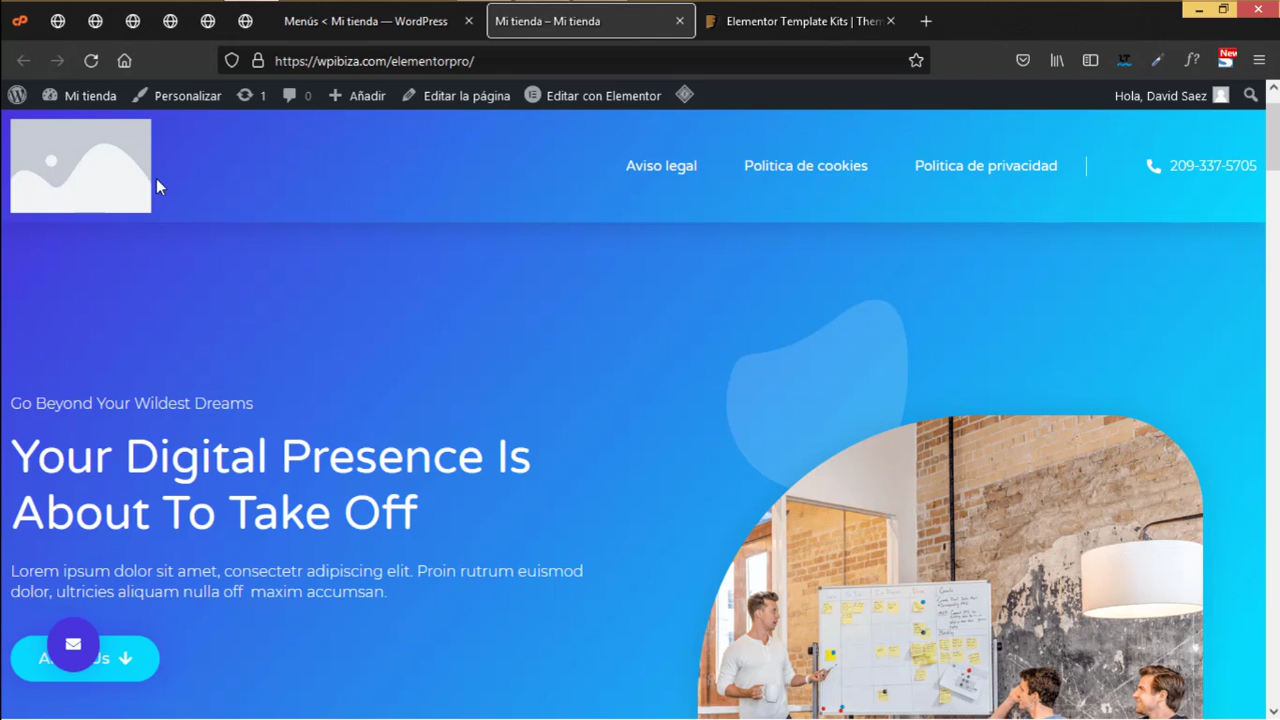 Menús < Mi tienda — WordPress
Mi tienda – Mi tienda
Elementor Template Kits | Them
https://wpibiza.com/elementorpro/
New
Mi tienda
Personalizar
1
0
Añadir
Editar la página
Editar con Elementor
Hola, David Saez
Aviso legal
Politica de cookies
Politica de privacidad
209-337-5705
Go Beyond Your Wildest Dreams
Your Digital Presence Is
About To Take Off
Lorem ipsum dolor sit amet, consectetr adipiscing elit. Proin rutrum euismod
dolor, ultricies aliquam nulla off maxim accumsan.